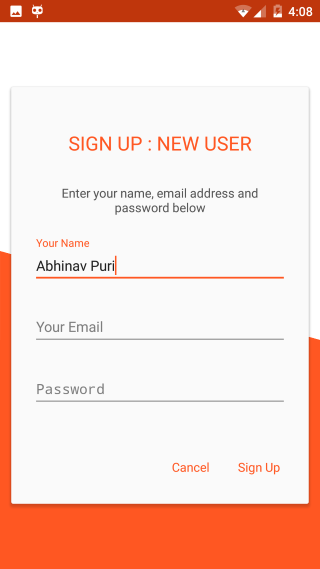 4:08
SIGN UP : NEW USER
Enter your name, email address and
password below
Your Name
Abhinav Puri
Your Email
Password
Cancel Sign Up